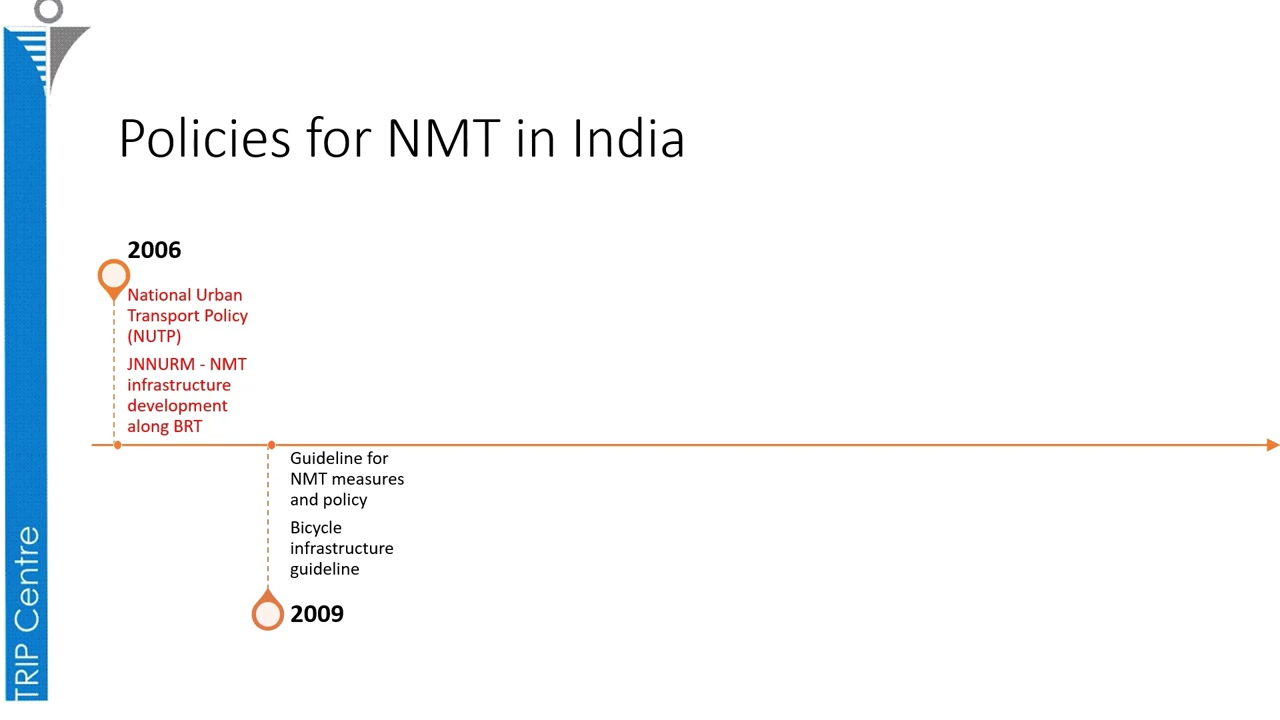 Policies for NMT in India
2006
National Urban
Transport Policy
(NUTP)
JNNURM - NMT
infrastructure
development
along BRT
Guideline for
NMT measures
and policy
Bicycle
infrastructure
guideline
2009
TRIP Centre